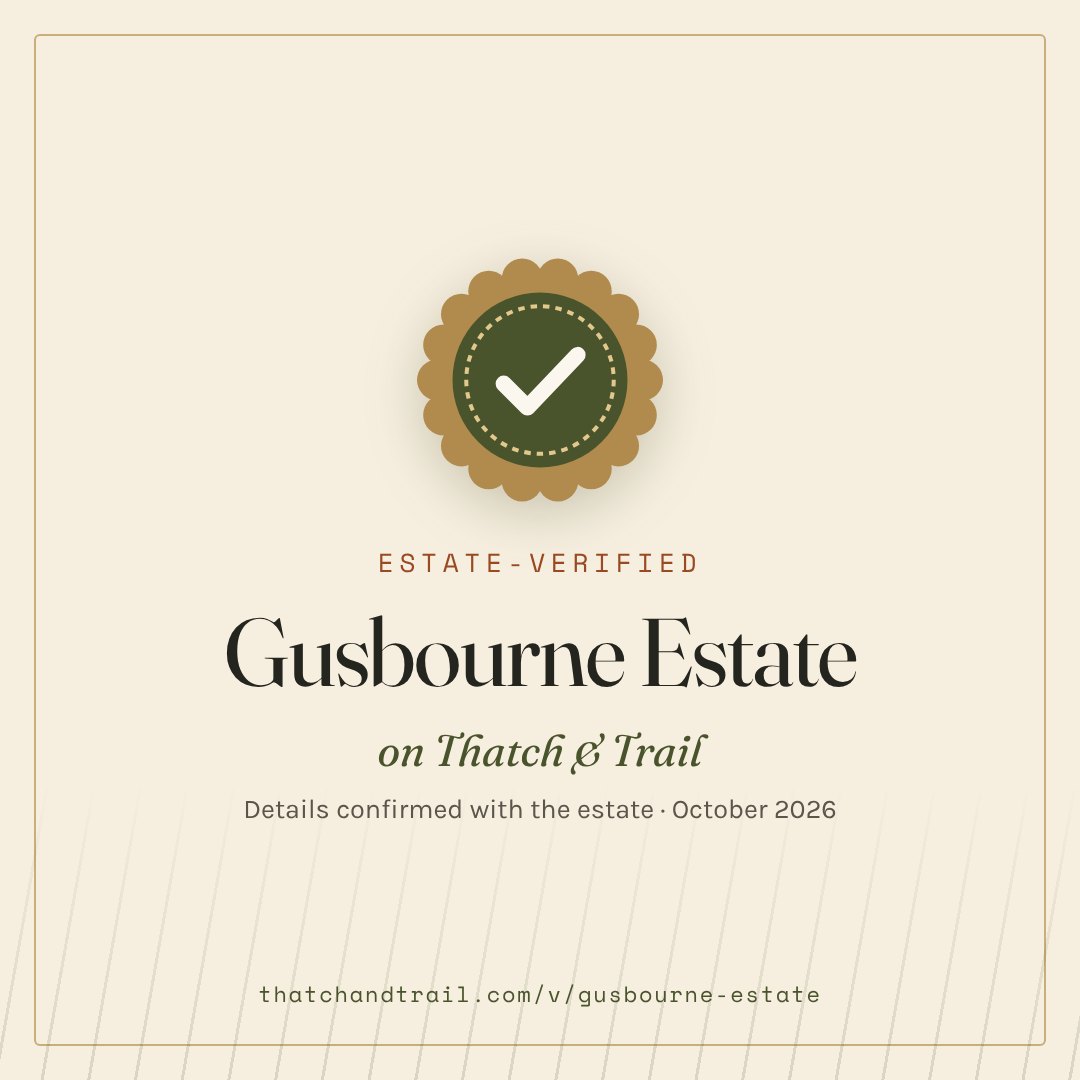 ESTATE-VERIFIED
Gusbourne Estate
on Thatch & Trail
Details confirmed with the estate · October 2026
thatchandtrail.com/v/gusbourne-estate